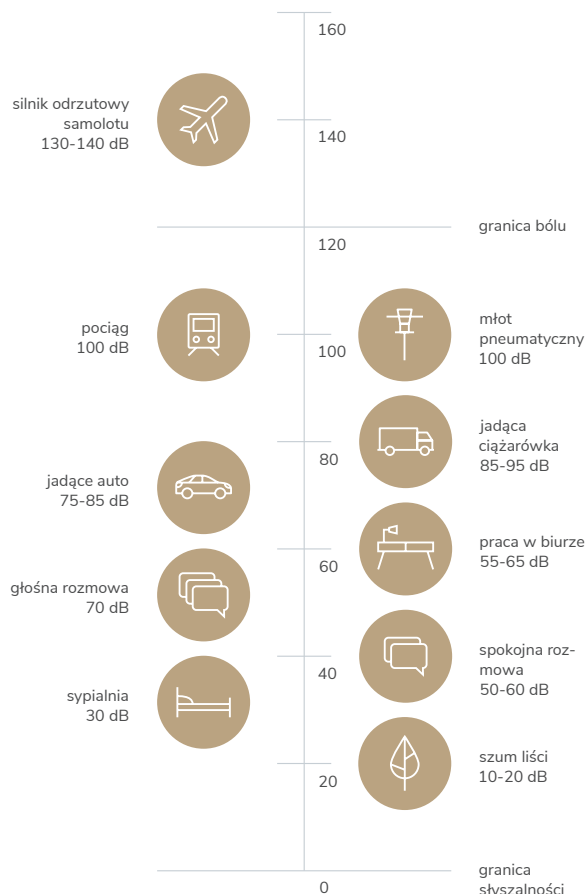 160
silnik odrzutowy
samolotu
130-140 dB
140
granica bólu
120
pociąg
100 dB
100
młot
pneumatyczny
100 dB
jadąca
ciężarówka
85-95 dB
80
jadące auto
75-85 dB
praca w biurze
55-65 dB
60
głośna rozmowa
70 dB
spokojna roz-
mowa
50-60 dB
40
sypialnia
30 dB
szum liści
10-20 dB
20
granica
słyszalności
0